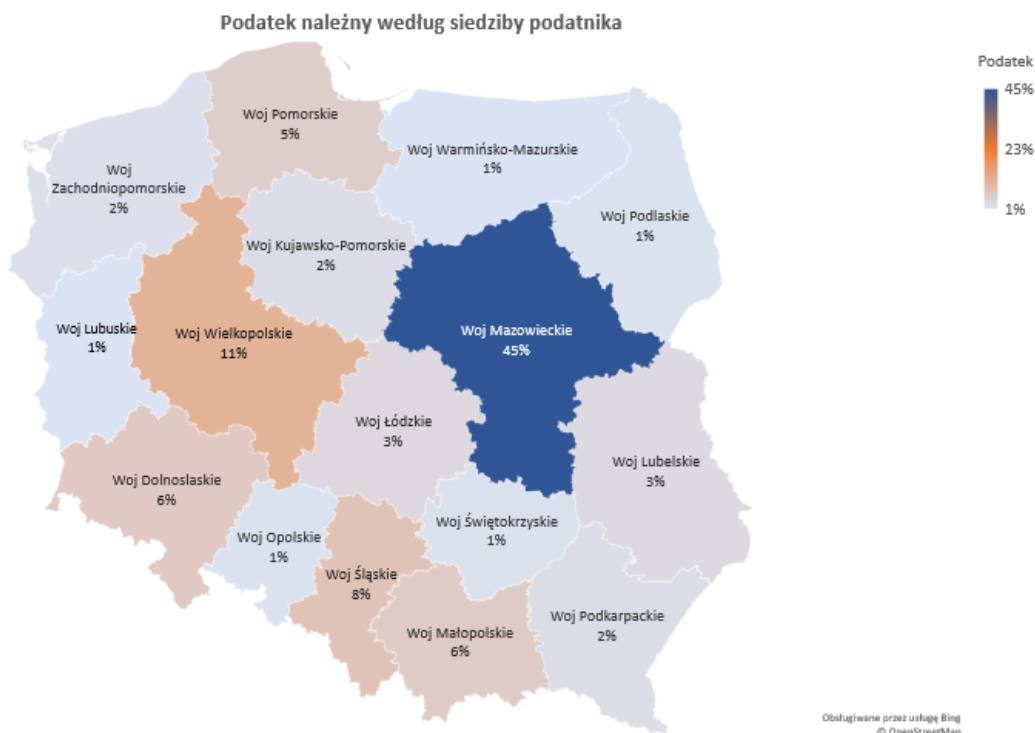 Podatek należny według siedziby podatnika
Podatek
45%
23%
1%
Woj Pomorskie
5%
Woj Warmińsko-Mazurskie
1%
Woj
Zachodniopomorskie
2%
Woj Podlaskie
1%
Woj Kujawsko-Pomorskie
2%
Woj Lubuskie
1%
Woj Wielkopolskie
11%
Woj Mazowieckie
45%
Woj Łódzkie
3%
Woj Lubelskie
3%
Woj Dolnoslaskie
6%
Woj Opolskie
1%
Woj Świętokrzyskie
1%
Woj Śląskie
8%
Woj Małopolskie
6%
Woj Podkarpackie
2%
Obsługiwane przez usługę Bing
© OpenStreetMap